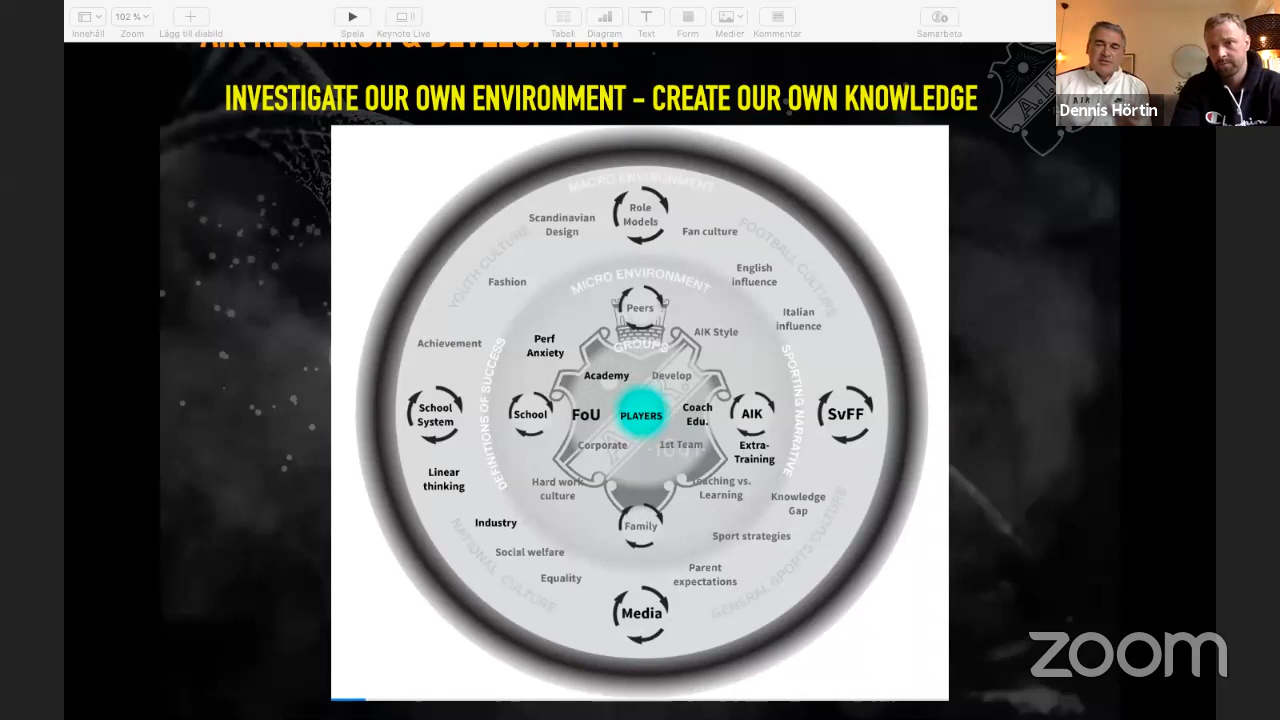 102 %
Innehåll
Zoom
Lägg till diabild
Spela
Keynote Live
Tabell
Diagram
Text
Form
Medier
Kommentar
Samarbeta
AIK RESEARCH & DEVELOPMENT
INVESTIGATE OUR OWN ENVIRONMENT - CREATE OUR OWN KNOWLEDGE
Dennis Hörtin
AIK
Champion
A.I.K.
MACRO ENVIRONMENT
Role
Models
Scandinavian
Design
Fan culture
YOUTH CULTURE
FOOTBALL CULTURE
Fashion
MICRO ENVIRONMENT
English
influence
Peers
Italian
influence
Achievement
Perf
Anxiety
GROUPS
AIK Style
DEFINITIONS OF SUCCESS
SPORTING NARRATIVE
Academy
Develop
School
System
School
FoU
PLAYERS
Coach
Edu.
AIK
SvFF
Corporate
1st Team
Extra-
Training
Linear
thinking
Hard work
culture
Teaching vs.
Learning
Knowledge
Gap
Industry
Family
Sport strategies
Social welfare
Equality
Parent
expectations
NATIONAL CULTURE
GENERAL SPORTS CULTURE
Media
zoom